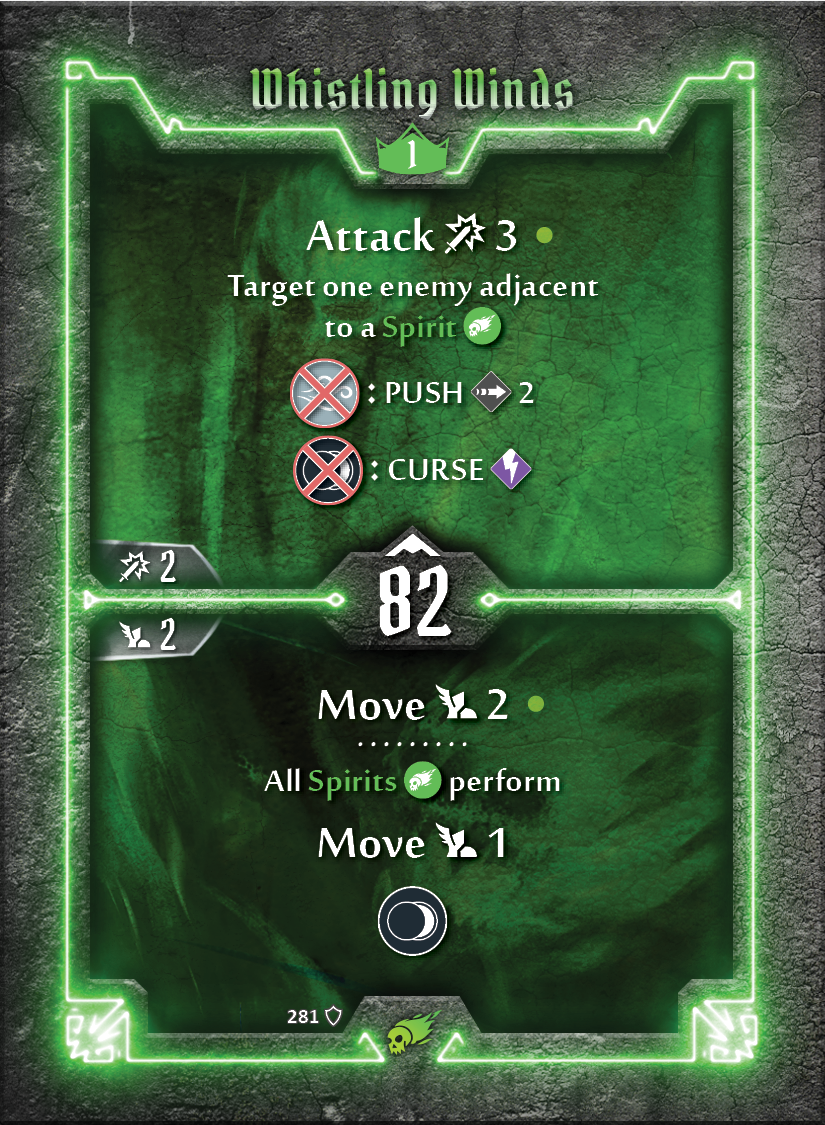 Whistling Winds
1
Attack 3
Target one enemy adjacent
to a Spirit
: PUSH 2
: CURSE
2
82
2
Move 2
All Spirits perform
Move 1
281